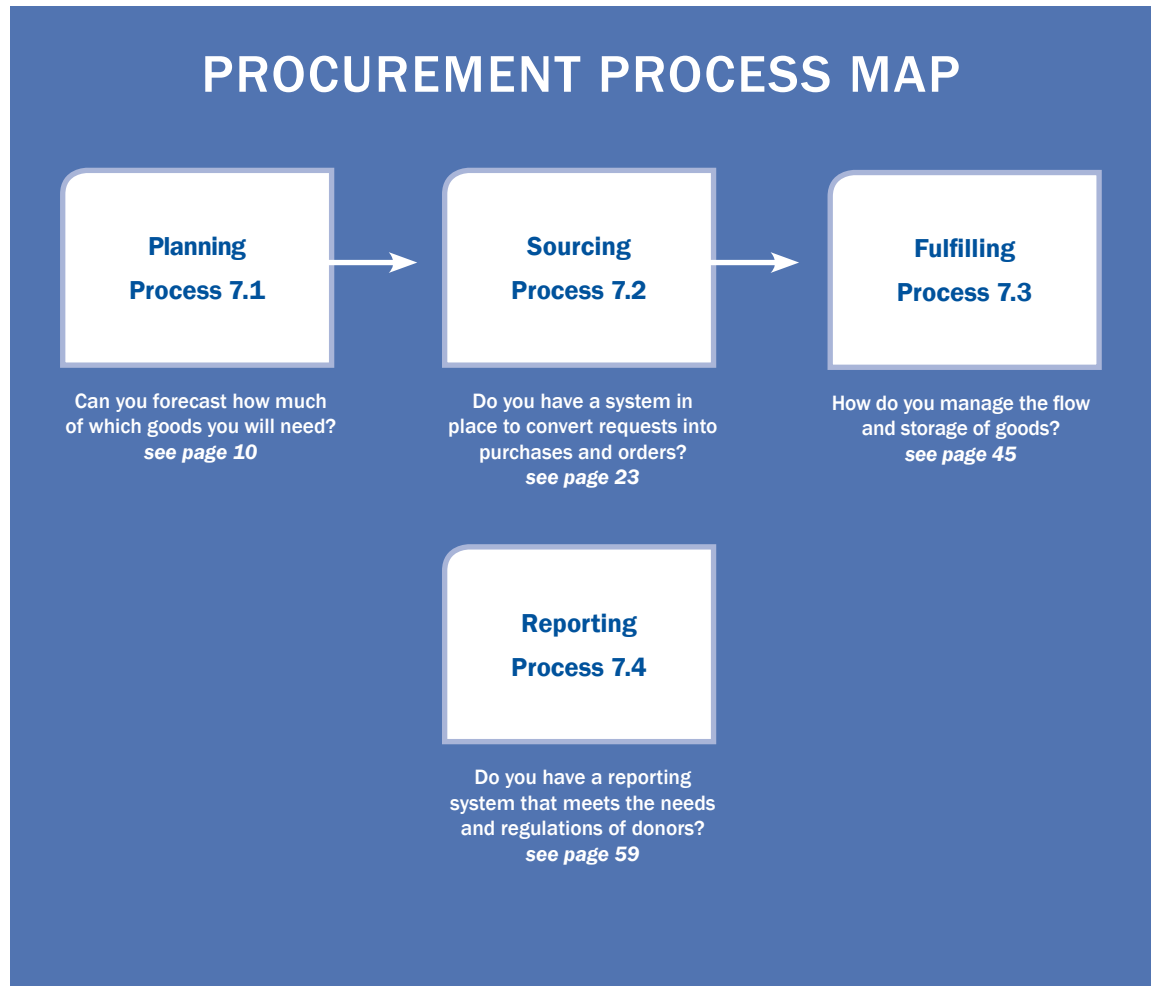 PROCUREMENT PROCESS MAP
Planning
Process 7.1
Can you forecast how much
of which goods you will need?
see page 10
Sourcing
Process 7.2
Do you have a system in
place to convert requests into
purchases and orders?
see page 23
Fulfilling
Process 7.3
How do you manage the flow
and storage of goods?
see page 45
Reporting
Process 7.4
Do you have a reporting
system that meets the needs
and regulations of donors?
see page 59